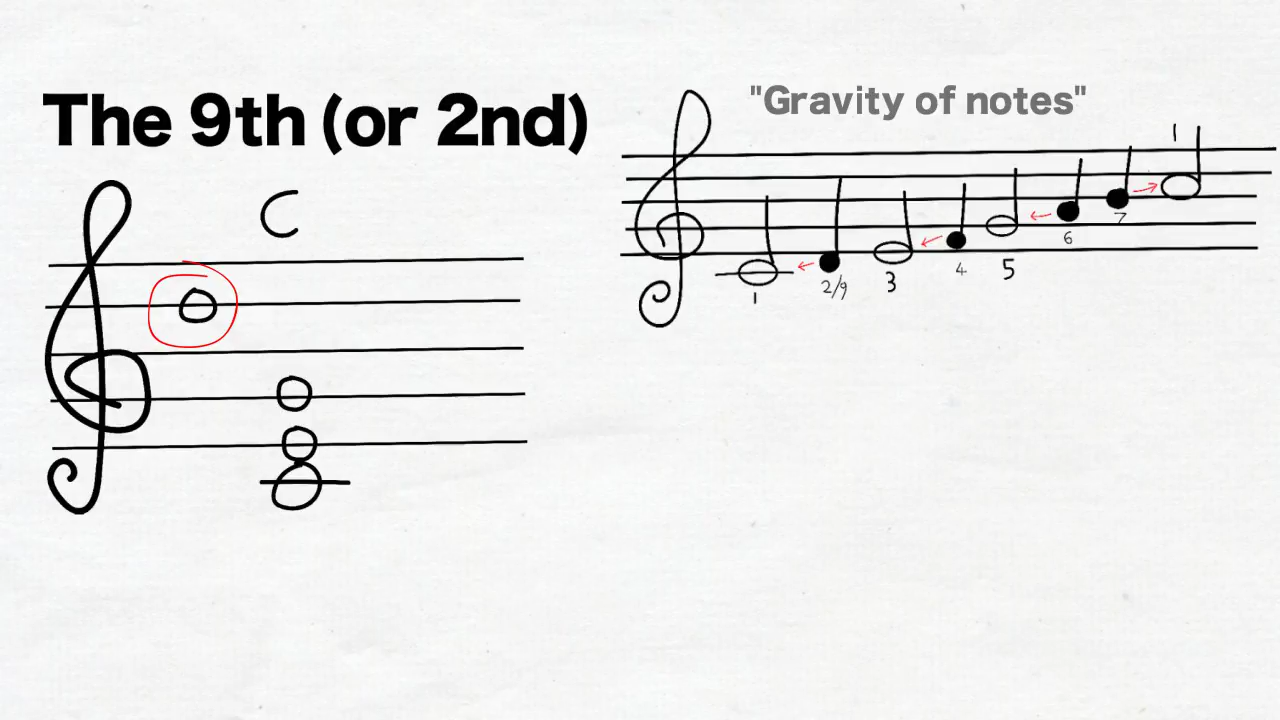 The 9th (or 2nd)
C
"Gravity of notes"
1
1 2/9 3 4 5 6 7